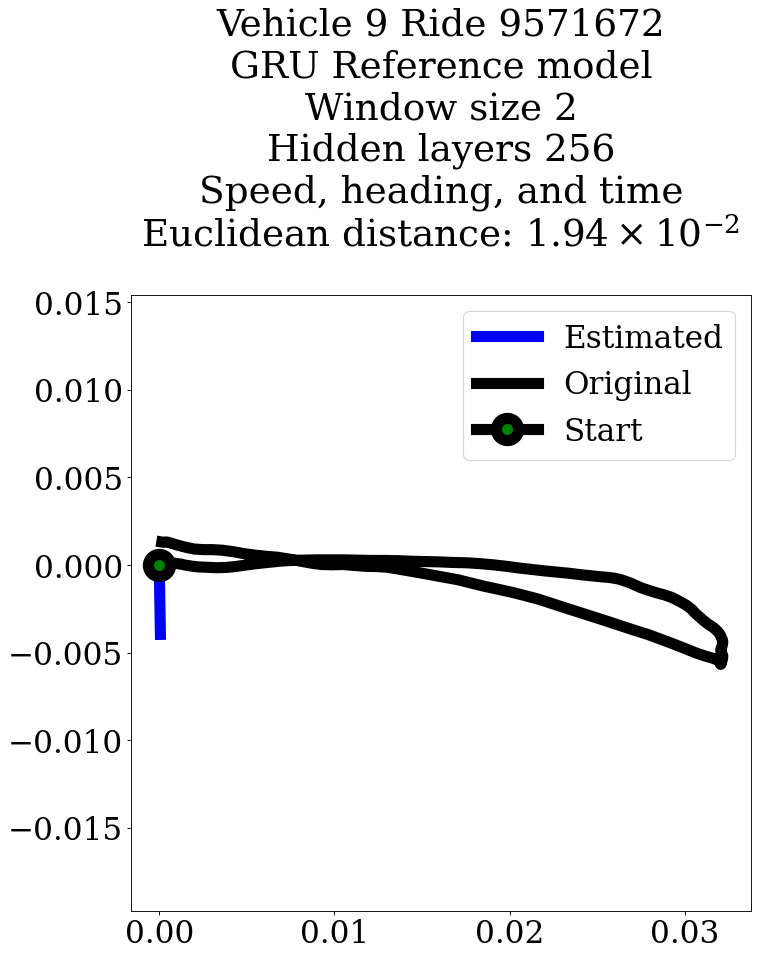 Vehicle 9 Ride 9571672
GRU Reference model
Window size 2
Hidden layers 256
Speed, heading, and time
Euclidean distance: 1.94 × 10⁻²
0.015
0.010
0.005
0.000
−0.005
−0.010
−0.015
Estimated
Original
Start
0.00 0.01 0.02 0.03